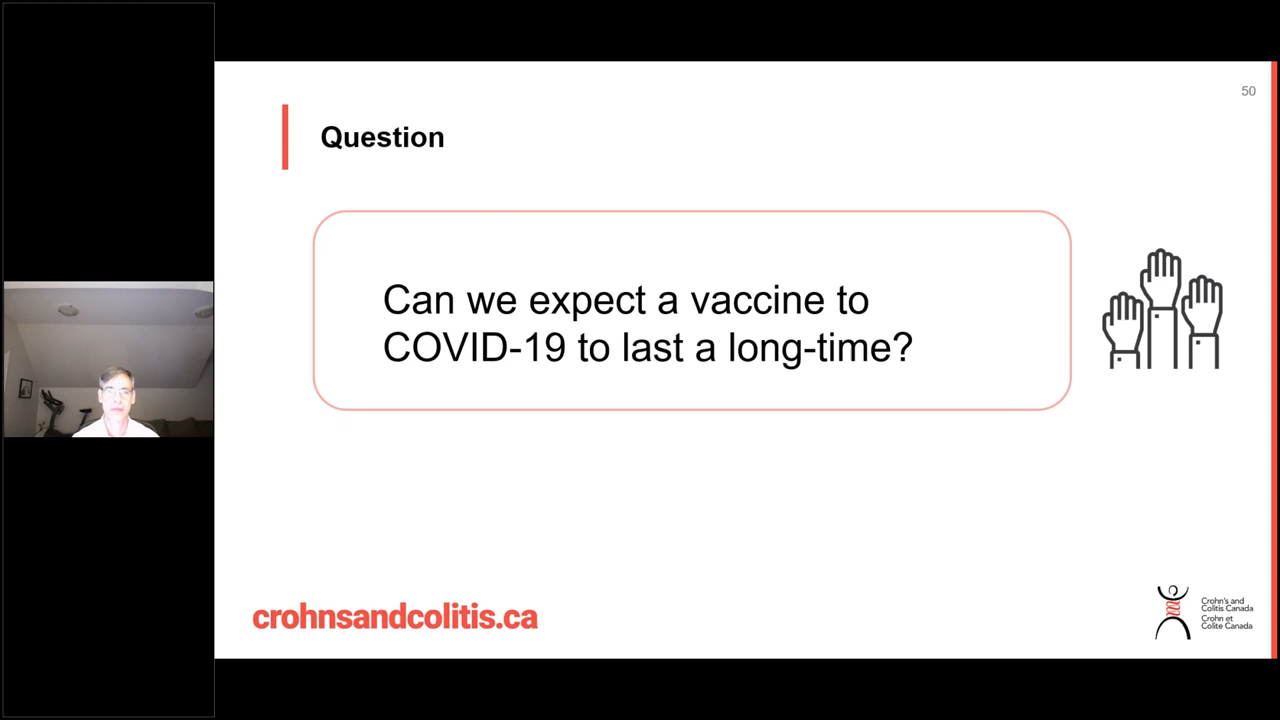 50
Question
Can we expect a vaccine to
COVID-19 to last a long-time?
crohnsandcolitis.ca
Crohn's and
Colitis Canada
Crohn et
Colite Canada